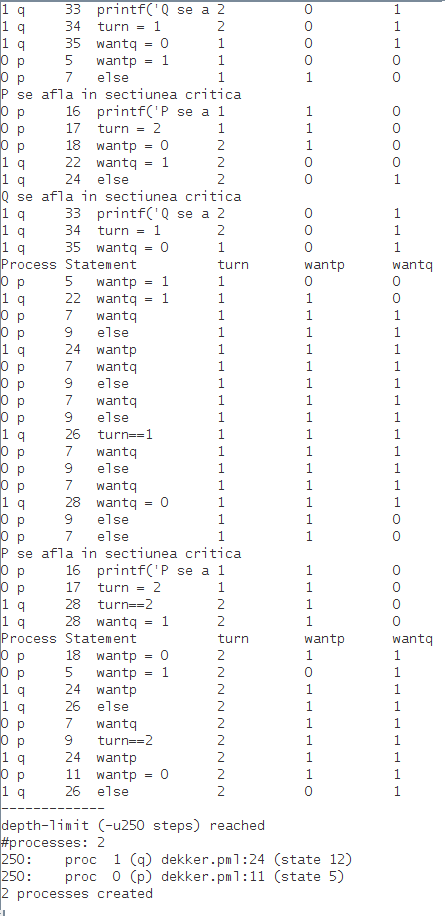 1 q 33 printf('Q se a 2 0 1
1 q 34 turn = 1 2 0 1
1 q 35 wantq = 0 1 0 1
0 p 5 wantp = 1 1 0 0
0 p 7 else 1 1 0
P se afla in sectiunea critica
0 p 16 printf('P se a 1 1 0
0 p 17 turn = 2 1 1 0
0 p 18 wantp = 0 2 1 0
1 q 22 wantq = 1 2 0 0
1 q 24 else 2 0 1
Q se afla in sectiunea critica
1 q 33 printf('Q se a 2 0 1
1 q 34 turn = 1 2 0 1
1 q 35 wantq = 0 1 0 1
Process Statement turn wantp wantq
0 p 5 wantp = 1 1 0 0
1 q 22 wantq = 1 1 1 0
0 p 7 wantq 1 1 1
0 p 9 else 1 1 1
1 q 24 wantp 1 1 1
0 p 7 wantq 1 1 1
0 p 9 else 1 1 1
0 p 7 wantq 1 1 1
0 p 9 else 1 1 1
1 q 26 turn==1 1 1 1
0 p 7 wantq 1 1 1
0 p 9 else 1 1 1
0 p 7 wantq 1 1 1
1 q 28 wantq = 0 1 1 1
0 p 9 else 1 1 0
0 p 7 else 1 1 0
P se afla in sectiunea critica
0 p 16 printf('P se a 1 1 0
0 p 17 turn = 2 1 1 0
1 q 28 turn==2 2 1 0
1 q 28 wantq = 1 2 1 0
Process Statement turn wantp wantq
0 p 18 wantp = 0 2 1 1
0 p 5 wantp = 1 2 0 1
1 q 24 wantp 2 1 1
1 q 26 else 2 1 1
0 p 7 wantq 2 1 1
0 p 9 turn==2 2 1 1
1 q 24 wantp 2 1 1
0 p 11 wantp = 0 2 1 1
1 q 26 else 2 0 1
-------------
depth-limit (-u250 steps) reached
#processes: 2
250: proc 1 (q) dekker.pml:24 (state 12)
250: proc 0 (p) dekker.pml:11 (state 5)
2 processes created